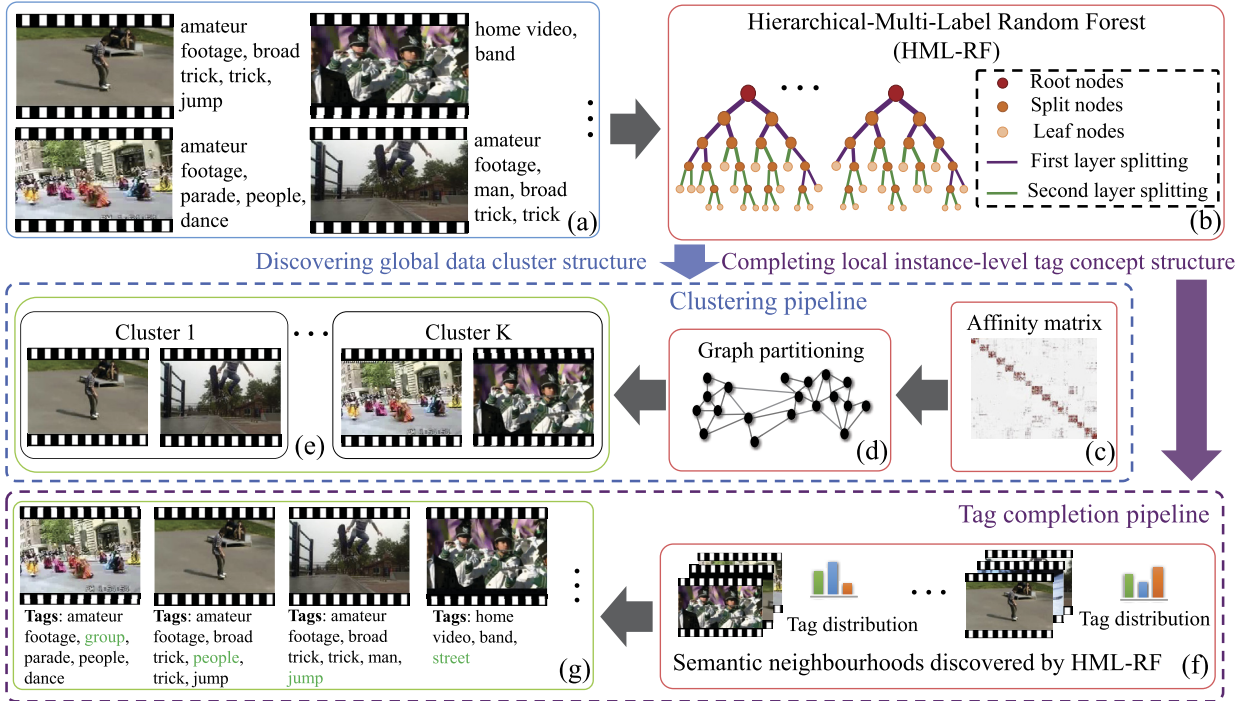 amateur
footage, broad
trick, trick,
jump
home video,
band
amateur
footage,
parade, people,
dance
amateur
footage,
man, broad
trick, trick
(a)
Hierarchical-Multi-Label Random Forest
(HML-RF)
Root nodes
Split nodes
Leaf nodes
First layer splitting
Second layer splitting
(b)
Discovering global data cluster structure
Completing local instance-level tag concept structure
Clustering pipeline
Cluster 1
Cluster K
(e)
Graph partitioning
(d)
Affinity matrix
(c)
Tag completion pipeline
Tags: amateur
footage, group,
parade, people,
dance
Tags: amateur
footage, broad
trick, people,
trick, jump
Tags: amateur
footage, broad
trick, trick, man,
jump
Tags: home
video, band,
street
(g)
Tag distribution
Tag distribution
Semantic neighbourhoods discovered by HML-RF
(f)